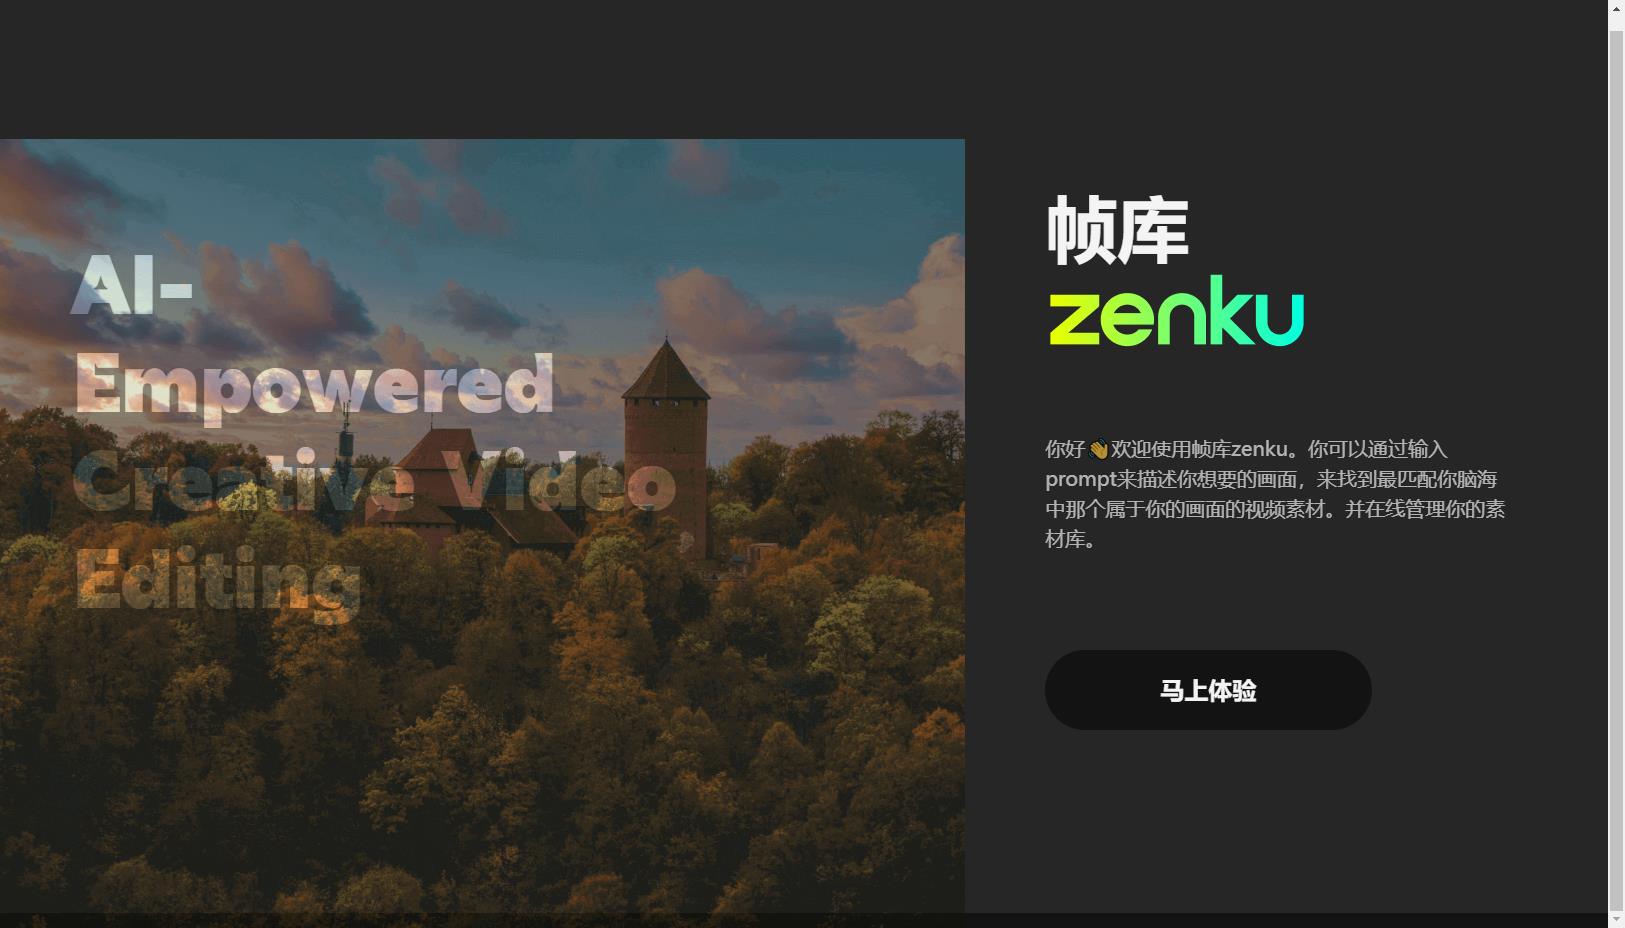 AI-
Empowered
Creative Video
Editing
帧库
zenku
你好👋欢迎使用帧库zenku。你可以通过输入
prompt来描述你想要的画面，来找到最匹配你脑海
中那个属于你的画面的视频素材。并在线管理你的素
材库。
马上体验